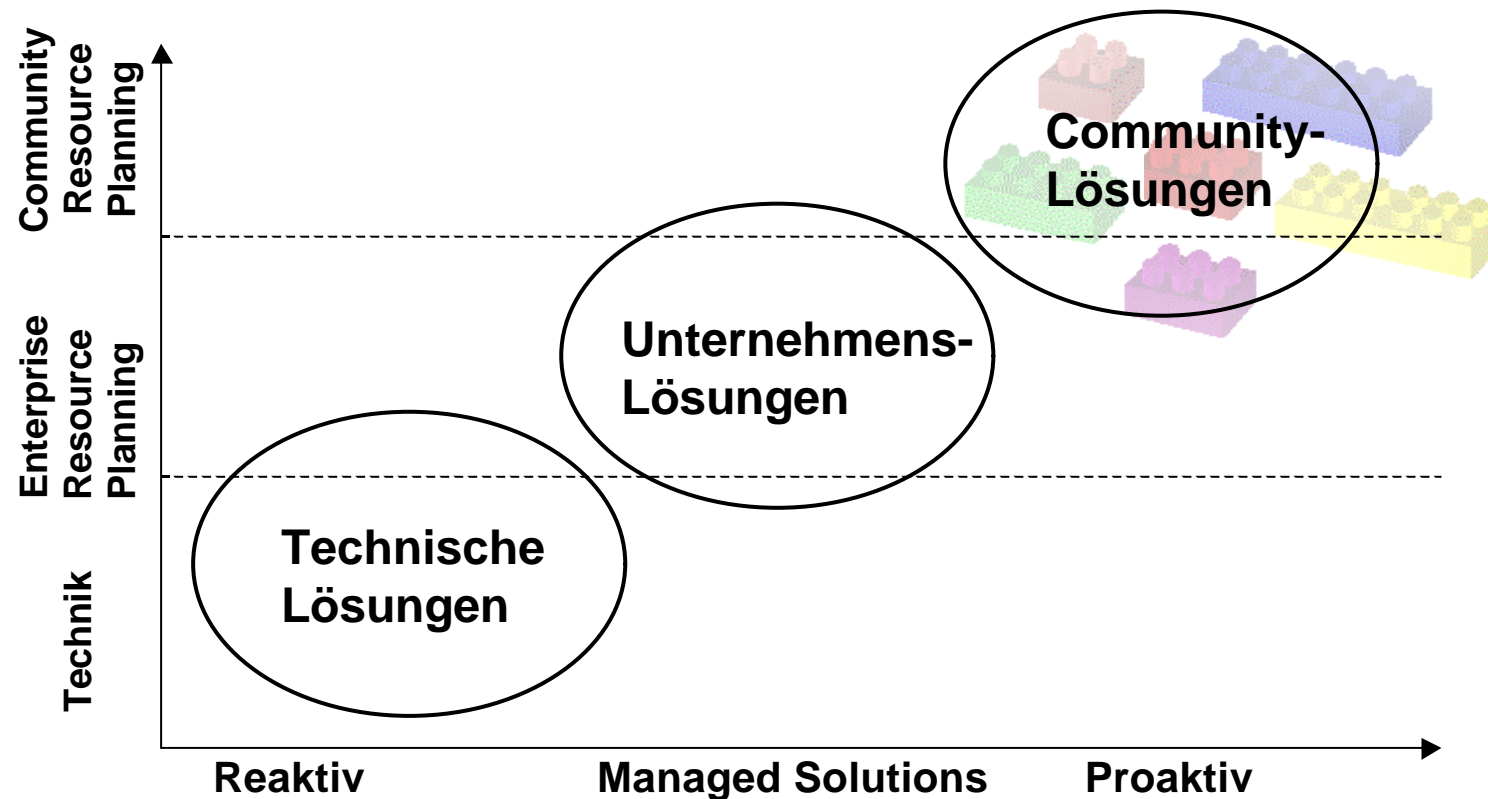 Community
Resource
Planning
Enterprise
Resource
Planning
Technik
Community-
Lösungen
Unternehmens-
Lösungen
Technische
Lösungen
Reaktiv
Managed Solutions
Proaktiv